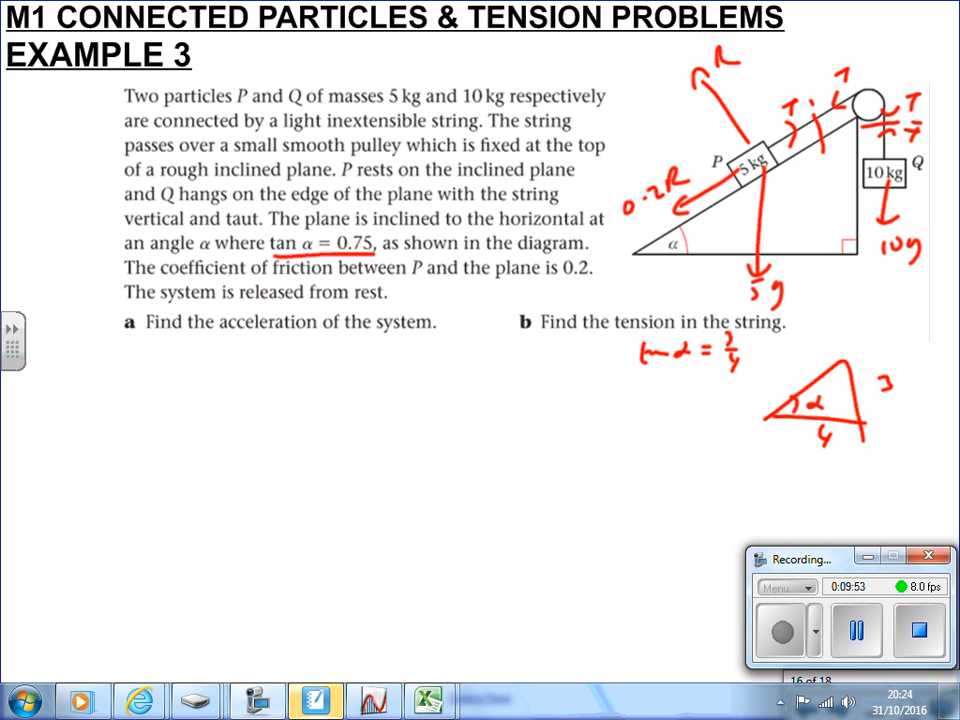 M1 CONNECTED PARTICLES & TENSION PROBLEMS
EXAMPLE 3
Two particles P and Q of masses 5 kg and 10 kg respectively
are connected by a light inextensible string. The string
passes over a small smooth pulley which is fixed at the top
of a rough inclined plane. P rests on the inclined plane
and Q hangs on the edge of the plane with the string
vertical and taut. The plane is inclined to the horizontal at
an angle α where tan α = 0.75, as shown in the diagram.
The coefficient of friction between P and the plane is 0.2.
The system is released from rest.
a Find the acceleration of the system.
b Find the tension in the string.
R
T
T
T
P
5 kg
10 kg
Q
0.2R
α
10g
5g
tan α = 3/4
3
α
4
Recording...
Menu
0:09:53
8.0 fps
16 of 18
20:24
31/10/2016